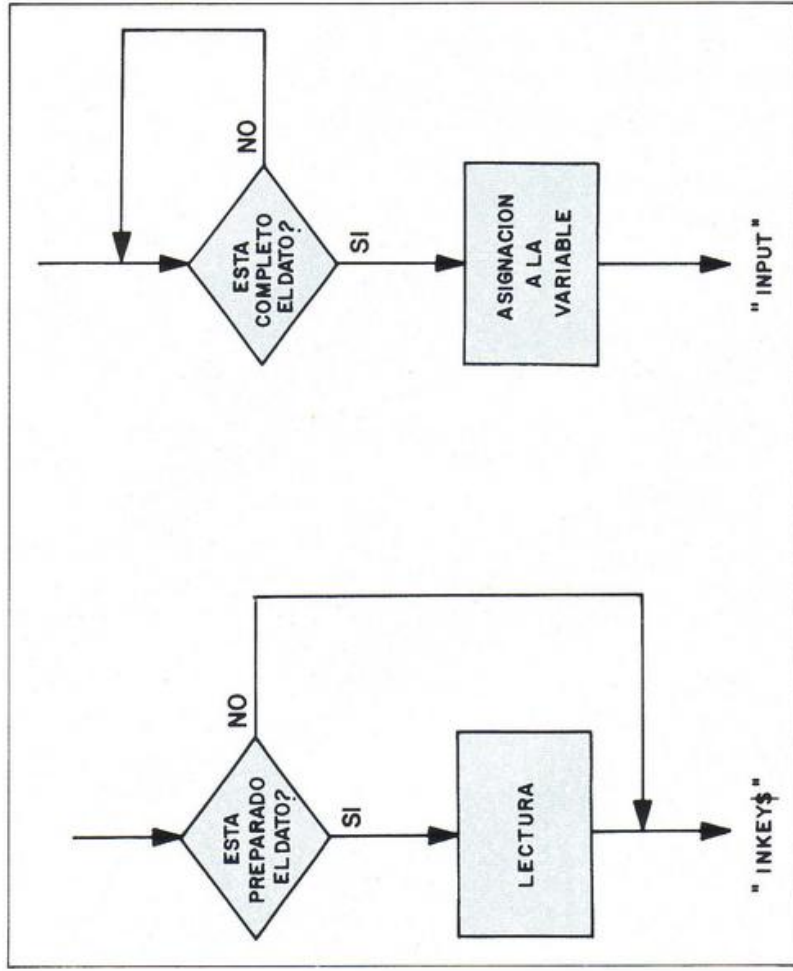 ESTA
PREPARADO
EL DATO?
NO
SI
LECTURA
"INKEY$"
ESTA
COMPLETO
EL DATO?
NO
SI
ASIGNACION
A LA
VARIABLE
"INPUT"